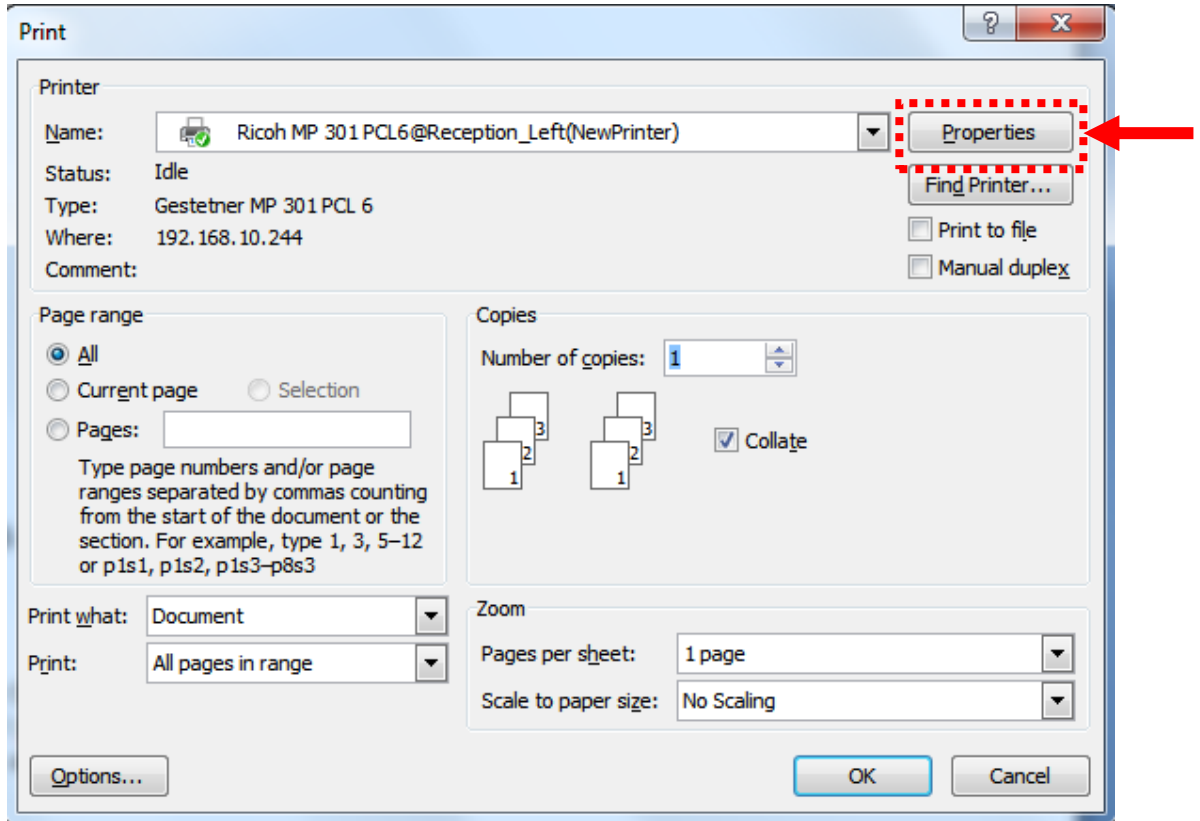 Print
Printer
Name: Ricoh MP 301 PCL6@Reception_Left(NewPrinter) Properties
Status: Idle
Find Printer...
Type: Gestetner MP 301 PCL 6
Where: 192.168.10.244
Print to file
Comment:
Manual duplex
Page range
All
Current page Selection
Pages:
Type page numbers and/or page
ranges separated by commas counting
from the start of the document or the
section. For example, type 1, 3, 5–12
or p1s1, p1s2, p1s3–p8s3
Copies
Number of copies: 1
3 3
2 2
1 1
Collate
Print what: Document
Print: All pages in range
Zoom
Pages per sheet: 1 page
Scale to paper size: No Scaling
Options... OK Cancel